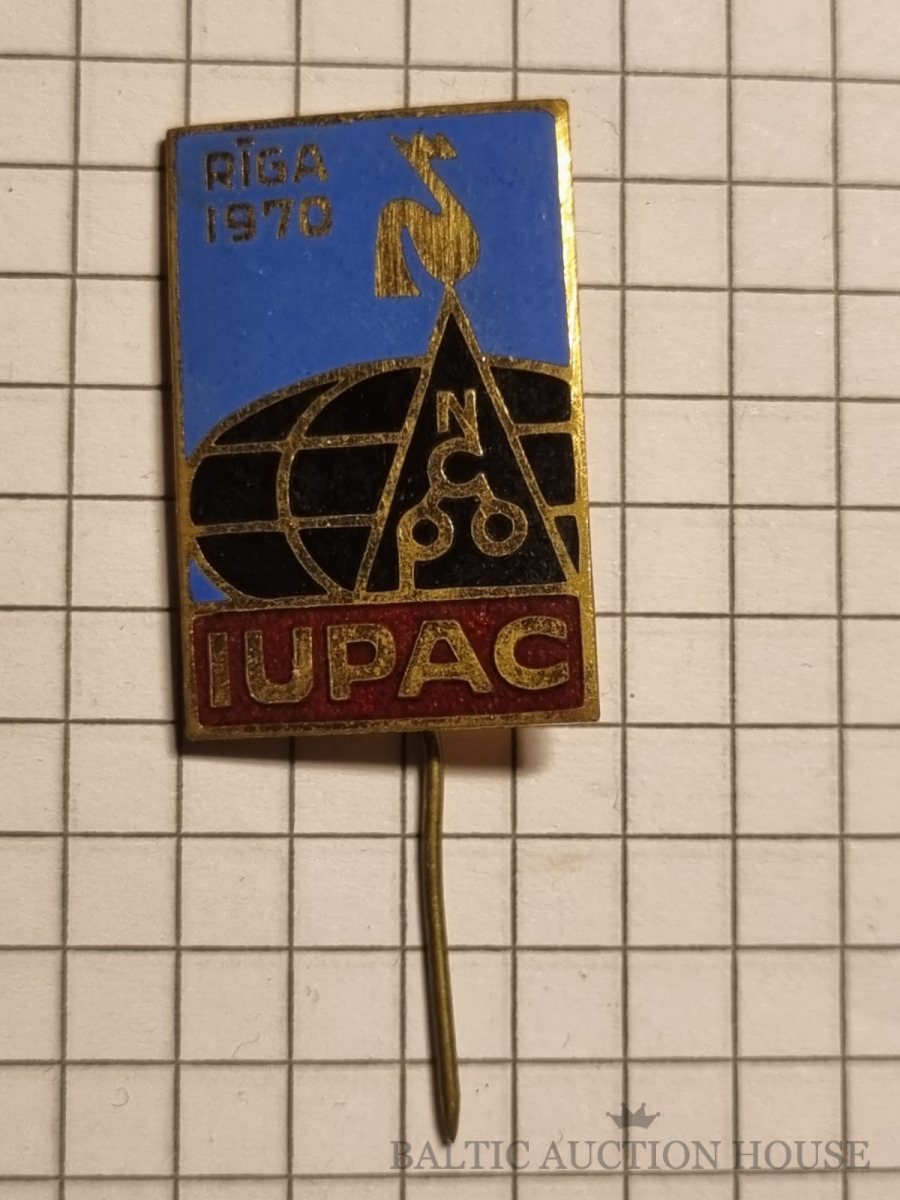 RĪGA
1970
N
C
P O
IUPAC
BALTIC AUCTION HOUSE